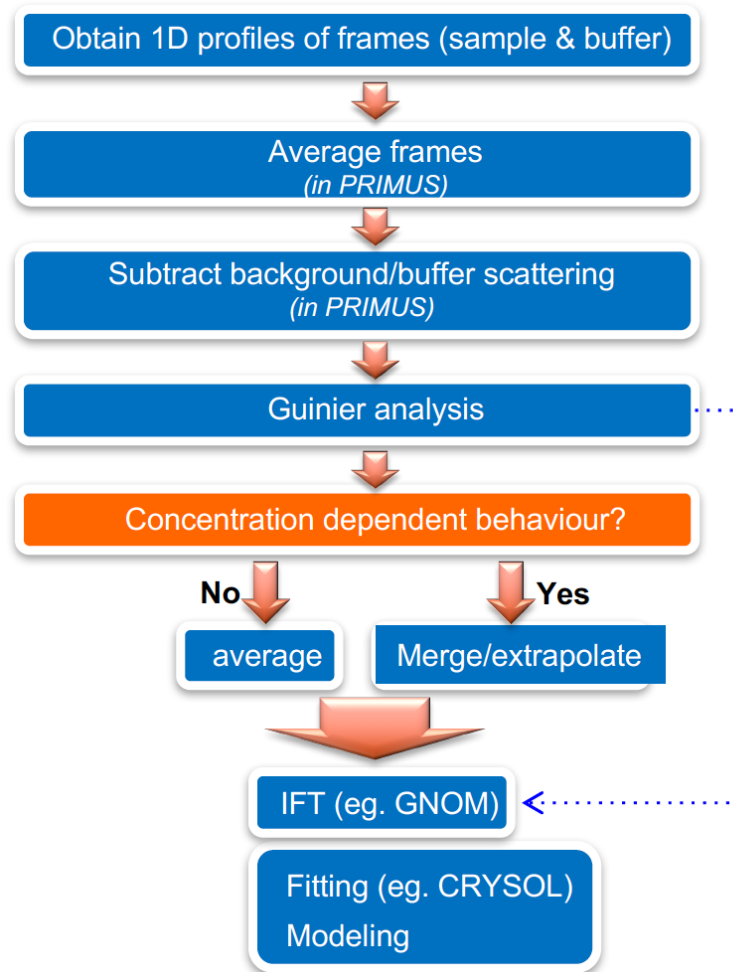 Obtain 1D profiles of frames (sample & buffer)
Average frames
(in PRIMUS)
Subtract background/buffer scattering
(in PRIMUS)
Guinier analysis
Concentration dependent behaviour?
No
Yes
average
Merge/extrapolate
IFT (eg. GNOM)
Fitting (eg. CRYSOL)
Modeling